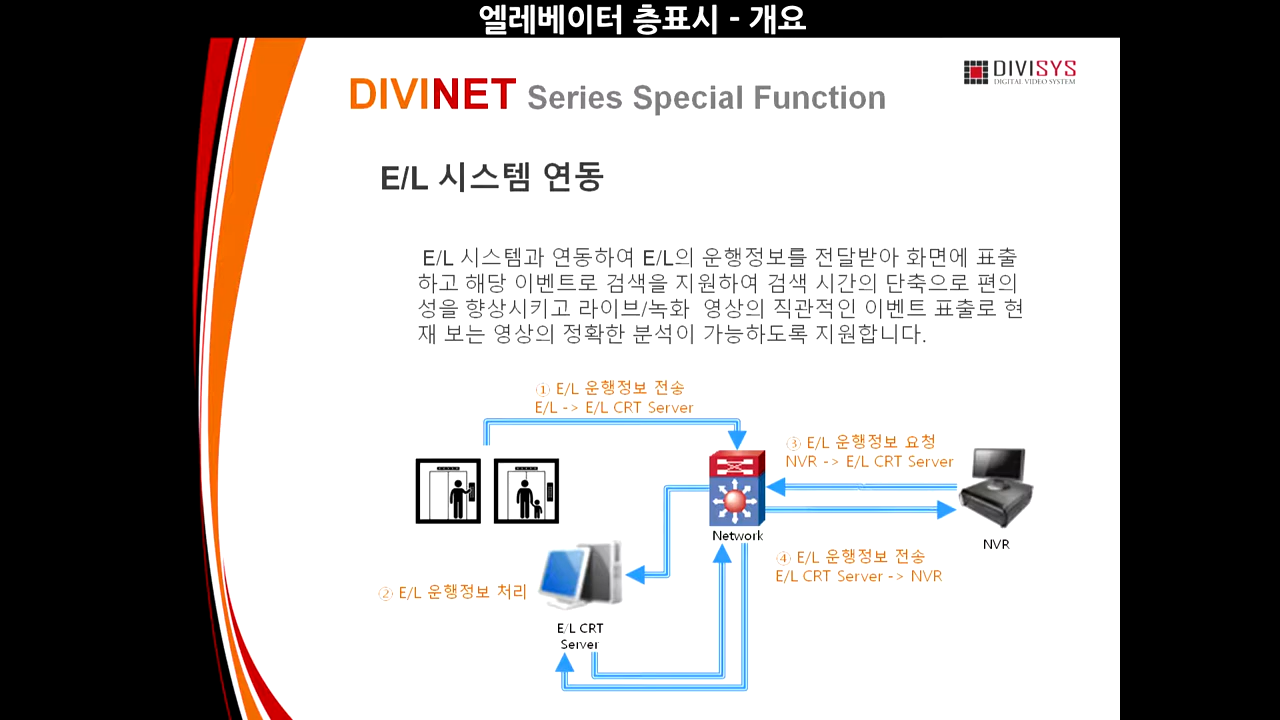 엘레베이터 층표시 - 개요
DIVISYS
DIGITAL VIDEO SYSTEM
DIVINET Series Special Function
E/L 시스템 연동
E/L 시스템과 연동하여 E/L의 운행정보를 전달받아 화면에 표출
하고 해당 이벤트로 검색을 지원하여 검색 시간의 단축으로 편의
성을 향상시키고 라이브/녹화 영상의 직관적인 이벤트 표출로 현
재 보는 영상의 정확한 분석이 가능하도록 지원합니다.
① E/L 운행정보 전송
E/L -> E/L CRT Server
③ E/L 운행정보 요청
NVR -> E/L CRT Server
Network
NVR
④ E/L 운행정보 전송
E/L CRT Server -> NVR
② E/L 운행정보 처리
E/L CRT
Server